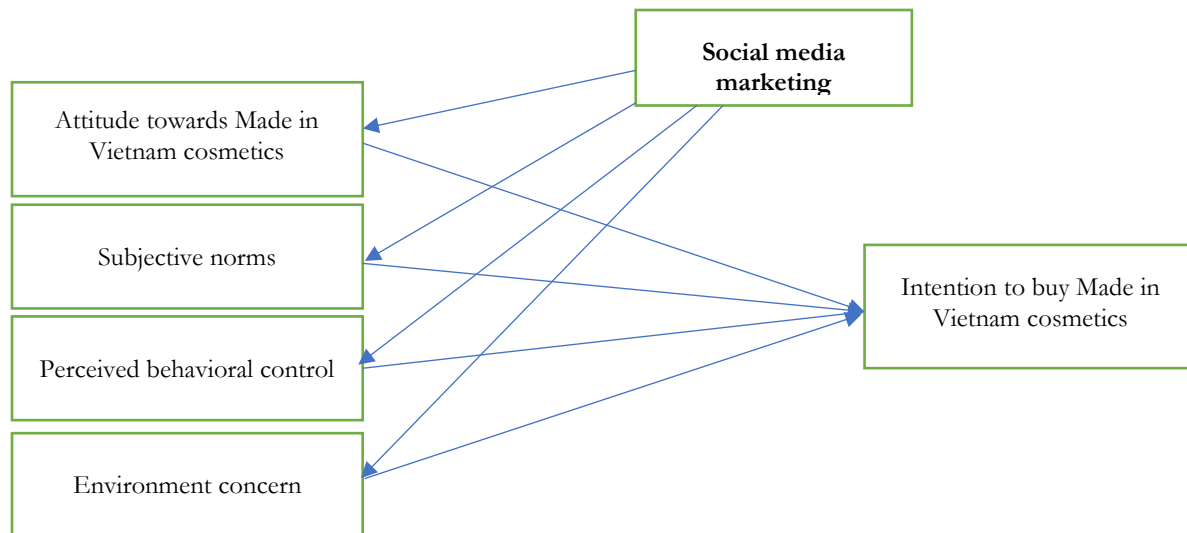 Social media
marketing
Attitude towards Made in
Vietnam cosmetics
Subjective norms
Intention to buy Made in
Vietnam cosmetics
Perceived behavioral control
Environment concern